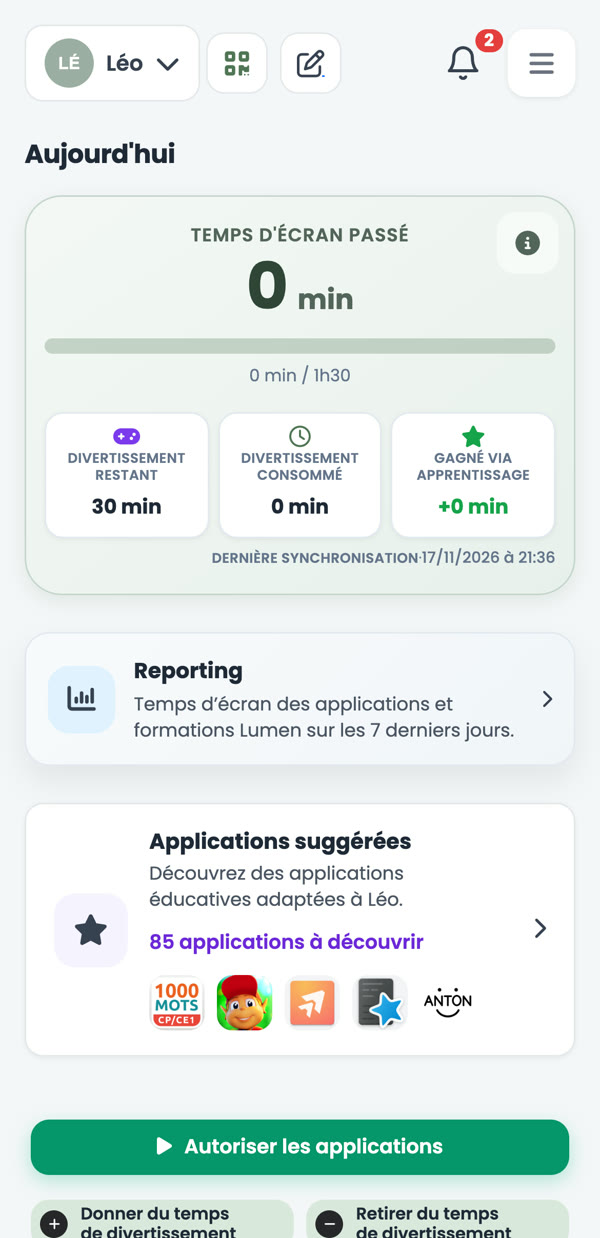 LÉ Léo
2
Aujourd'hui
TEMPS D'ÉCRAN PASSÉ
0 min
0 min / 1h30
DIVERTISSEMENT
RESTANT
30 min
DIVERTISSEMENT
CONSOMMÉ
0 min
GAGNÉ VIA
APPRENTISSAGE
+0 min
DERNIÈRE SYNCHRONISATION·17/11/2026 à 21:36
Reporting
Temps d’écran des applications et
formations Lumen sur les 7 derniers jours.
Applications suggérées
Découvrez des applications
éducatives adaptées à Léo.
85 applications à découvrir
1000
MOTS
CP/CE1
ANTON
Autoriser les applications
Donner du temps
de divertissement
Retirer du temps
de divertissement